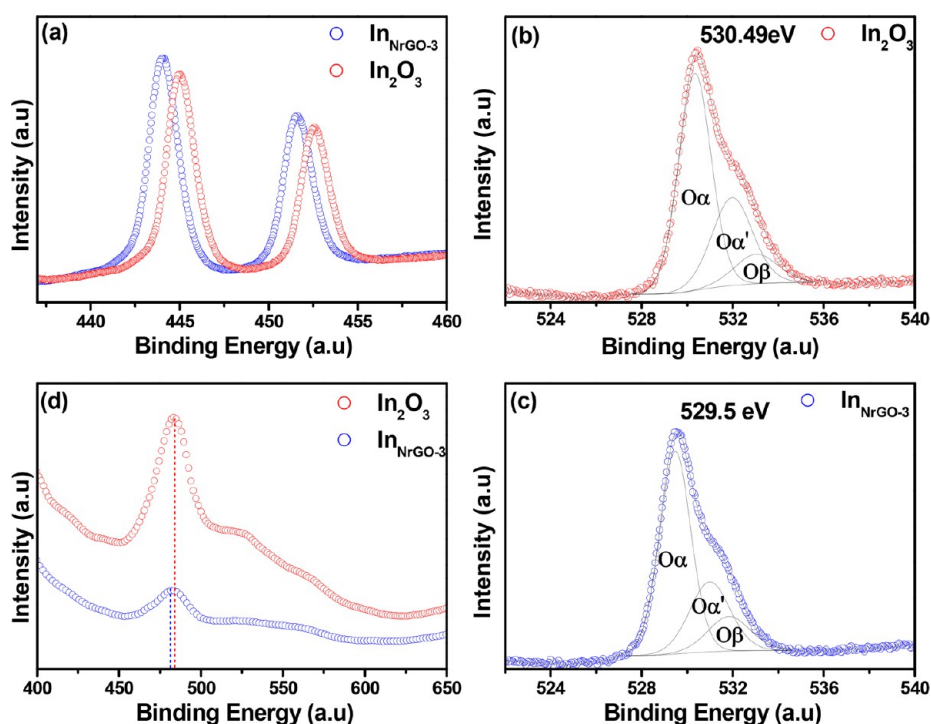 (a)
In_NrGO-3
In2O3
Intensity (a.u)
440 445 450 455 460
Binding Energy (a.u)
(b)
530.49eV
In2O3
Oα
Oα'
Oβ
Intensity (a.u)
524 528 532 536 540
Binding Energy (a.u)
(d)
In2O3
In_NrGO-3
Intensity (a.u)
400 450 500 550 600 650
Binding Energy (a.u)
(c)
529.5 eV
In_NrGO-3
Oα
Oα'
Oβ
Intensity (a.u)
524 528 532 536 540
Binding Energy (a.u)